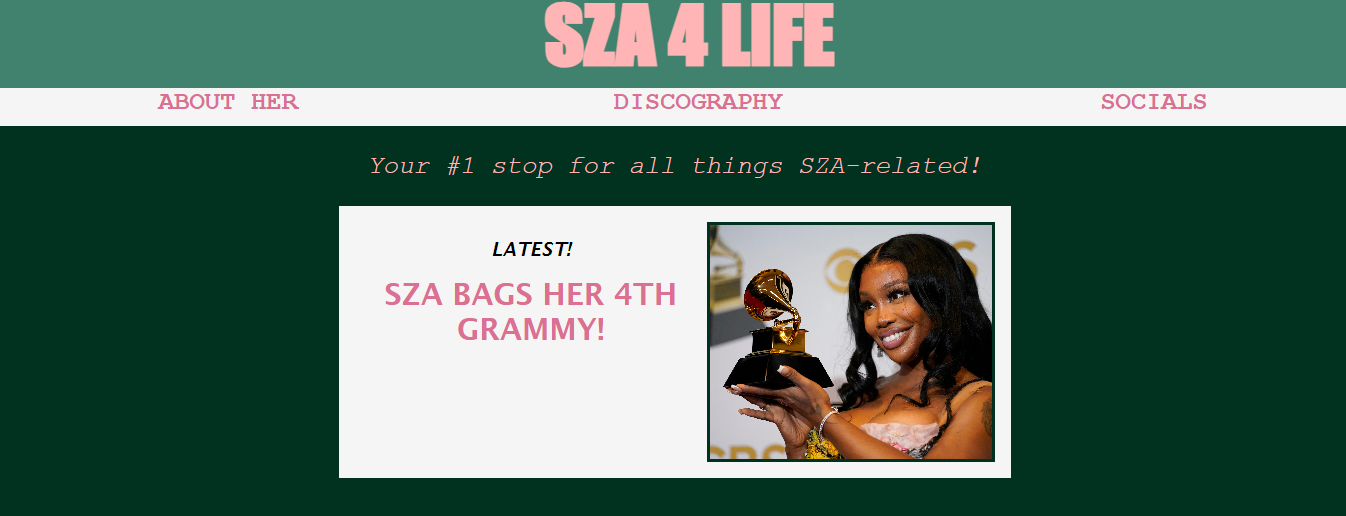 SZA 4 LIFE
ABOUT HER
DISCOGRAPHY
SOCIALS
Your #1 stop for all things SZA-related!
LATEST!
SZA BAGS HER 4TH
GRAMMY!